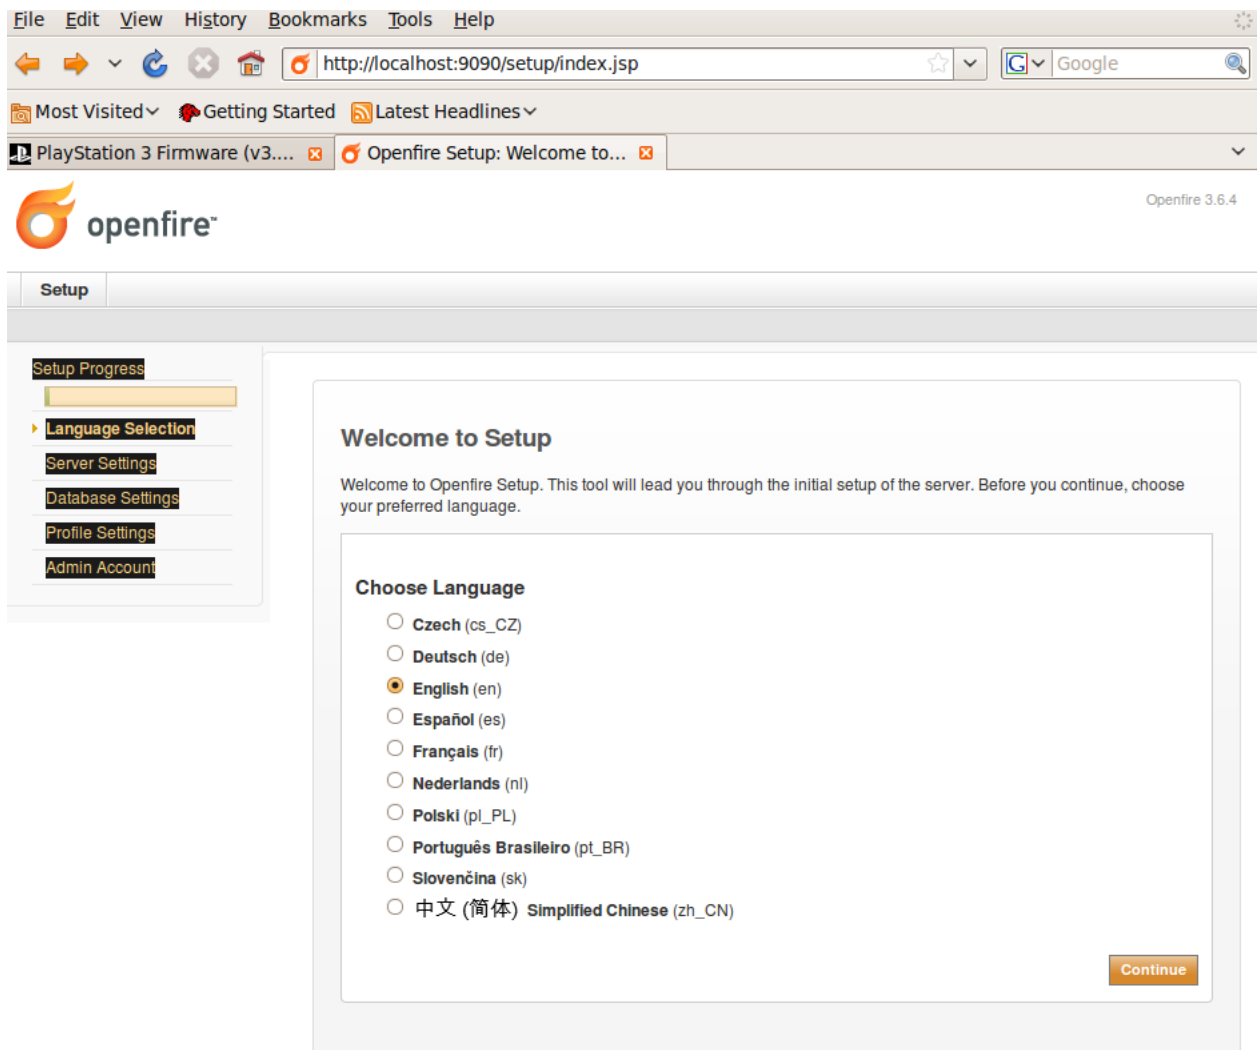 File Edit View History Bookmarks Tools Help
http://localhost:9090/setup/index.jsp
G Google
Most Visited Getting Started Latest Headlines
PlayStation 3 Firmware (v3.... Openfire Setup: Welcome to...
openfire™
Openfire 3.6.4
Setup
Setup Progress
Language Selection
Server Settings
Database Settings
Profile Settings
Admin Account
Welcome to Setup
Welcome to Openfire Setup. This tool will lead you through the initial setup of the server. Before you continue, choose
your preferred language.
Choose Language
Czech (cs_CZ)
Deutsch (de)
English (en)
Español (es)
Français (fr)
Nederlands (nl)
Polski (pl_PL)
Português Brasileiro (pt_BR)
Slovenčina (sk)
中文 (简体) Simplified Chinese (zh_CN)
Continue